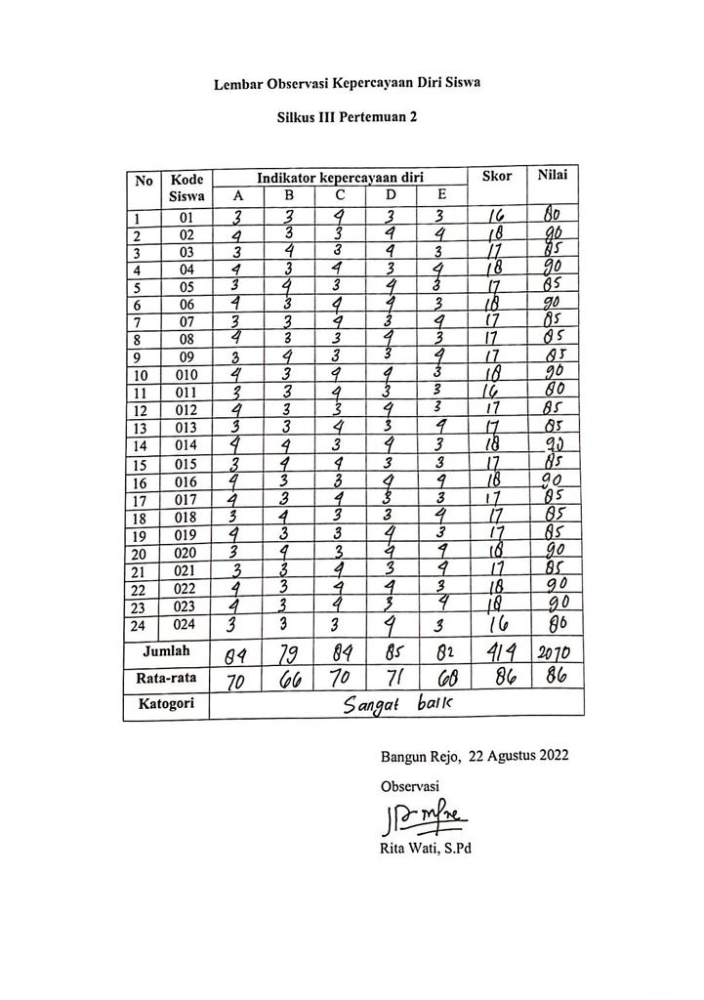 Lembar Observasi Kepercayaan Diri Siswa
Silkus III Pertemuan 2
No Kode Siswa Indikator kepercayaan diri Skor Nilai
A B C D E
1 01 3 3 4 3 3 16 80
2 02 4 3 3 4 4 18 90
3 03 3 4 3 4 3 17 85
4 04 4 3 4 3 4 18 90
5 05 3 4 3 4 3 17 85
6 06 4 3 4 4 3 18 90
7 07 3 3 4 3 4 17 85
8 08 4 3 3 4 3 17 85
9 09 3 4 3 3 4 17 85
10 010 4 3 4 4 3 18 90
11 011 3 3 4 3 3 16 80
12 012 4 3 3 4 3 17 85
13 013 3 3 4 3 4 17 85
14 014 4 4 3 4 3 18 90
15 015 3 4 4 3 3 17 85
16 016 4 3 3 4 4 18 90
17 017 4 3 4 3 3 17 85
18 018 3 4 3 3 4 17 85
19 019 4 3 3 4 3 17 85
20 020 3 4 3 4 4 18 90
21 021 3 3 4 3 4 17 85
22 022 4 3 4 4 3 18 90
23 023 4 3 4 3 4 18 90
24 024 3 3 3 4 3 16 80
Jumlah 84 79 84 85 82 414 2070
Rata-rata 70 66 70 71 68 86 86
Katogori Sangat baik
Bangun Rejo, 22 Agustus 2022
Observasi
Rita Wati, S.Pd